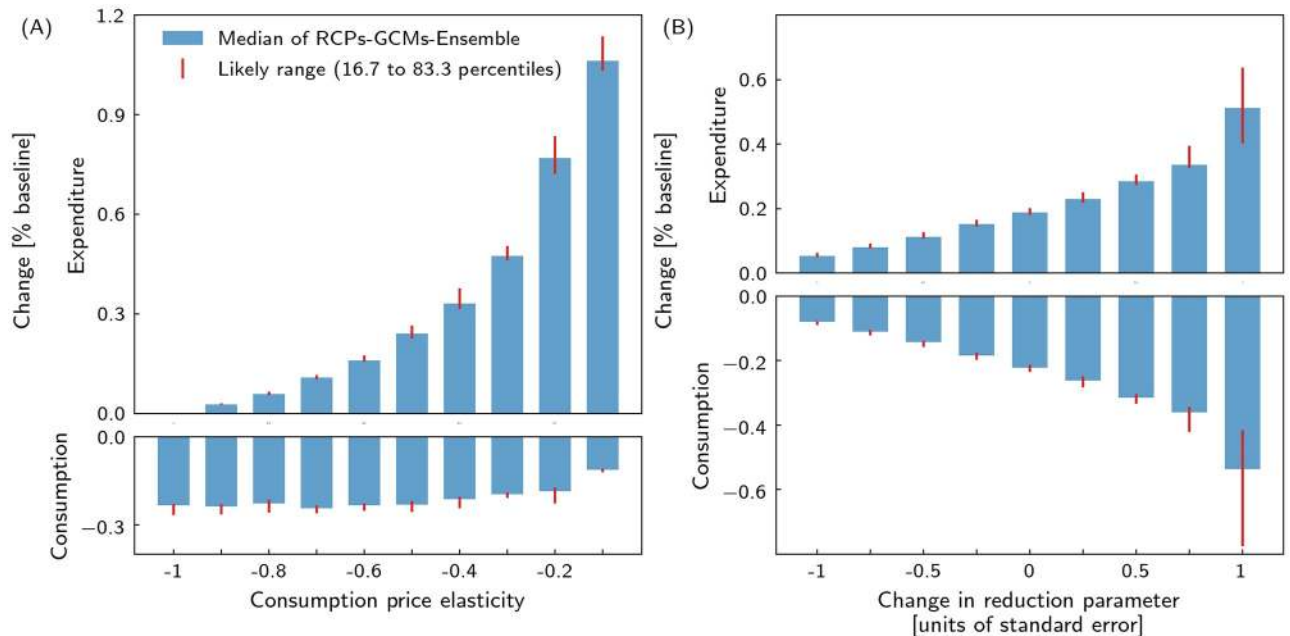 (A)
Change [% baseline]
Expenditure
1.2
0.9
0.6
0.3
0.0
Median of RCPs-GCMs-Ensemble
Likely range (16.7 to 83.3 percentiles)
Consumption
0.0
−0.3
-1
-0.8
-0.6
-0.4
-0.2
Consumption price elasticity
(B)
Change [% baseline]
Expenditure
0.6
0.4
0.2
0.0
Consumption
0.0
−0.2
−0.4
−0.6
-1
-0.5
0
0.5
1
Change in reduction parameter
[units of standard error]